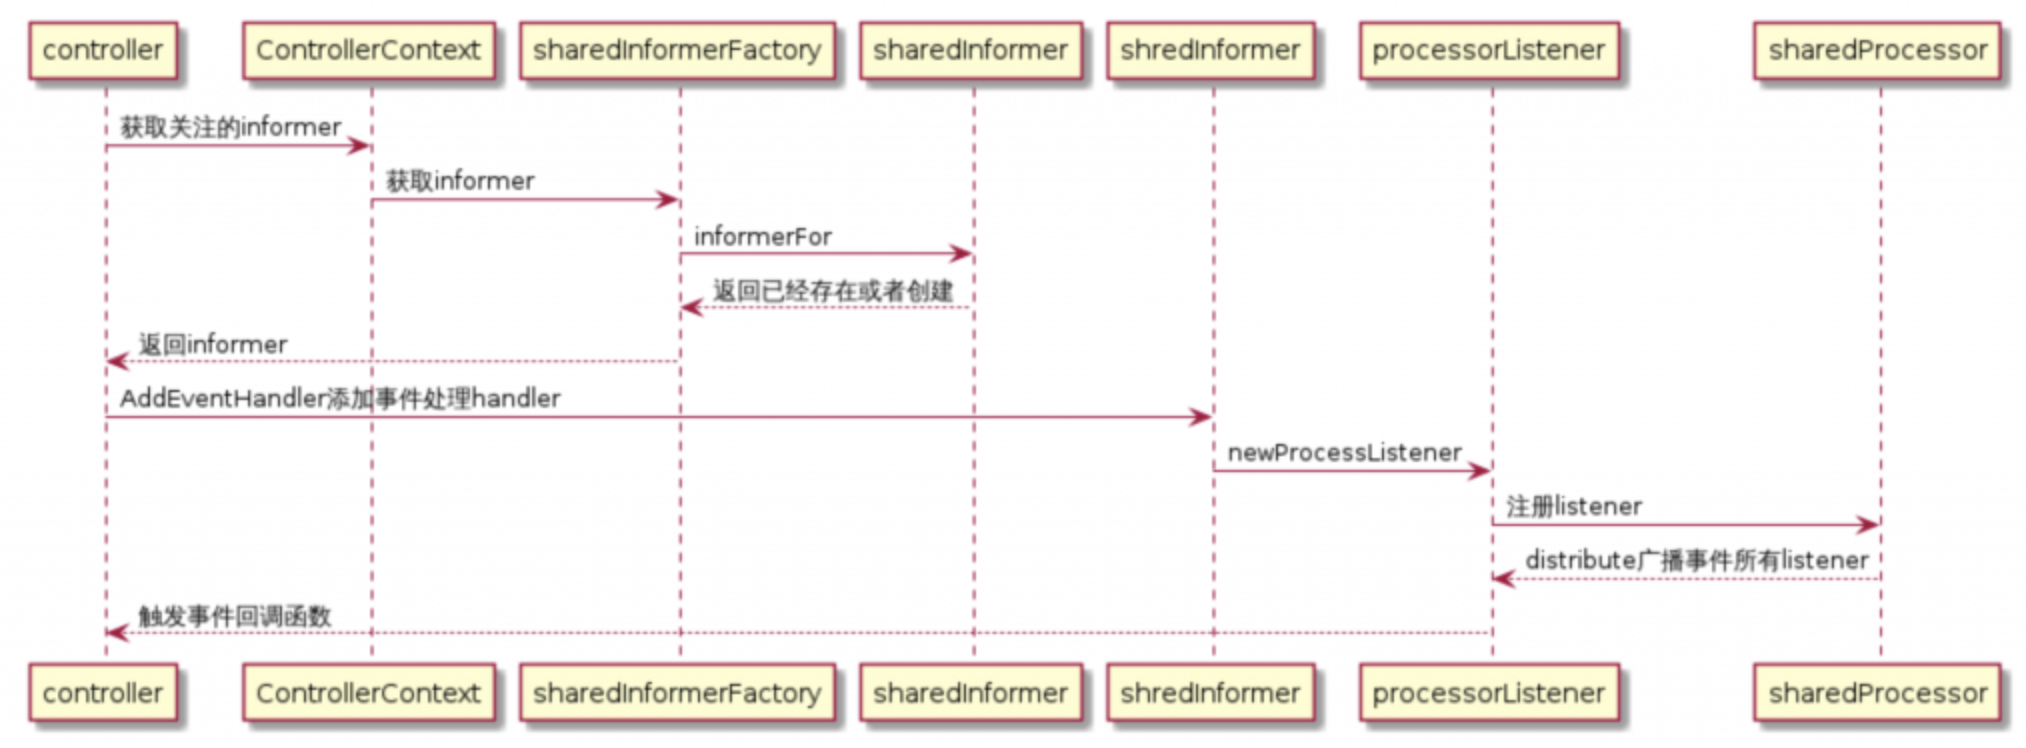 controller
ControllerContext
sharedInformerFactory
sharedInformer
shredInformer
processorListener
sharedProcessor
获取关注的informer
获取informer
informerFor
返回已经存在或者创建
返回informer
AddEventHandler添加事件处理handler
newProcessListener
注册listener
distribute广播事件所有listener
触发事件回调函数
controller
ControllerContext
sharedInformerFactory
sharedInformer
shredInformer
processorListener
sharedProcessor